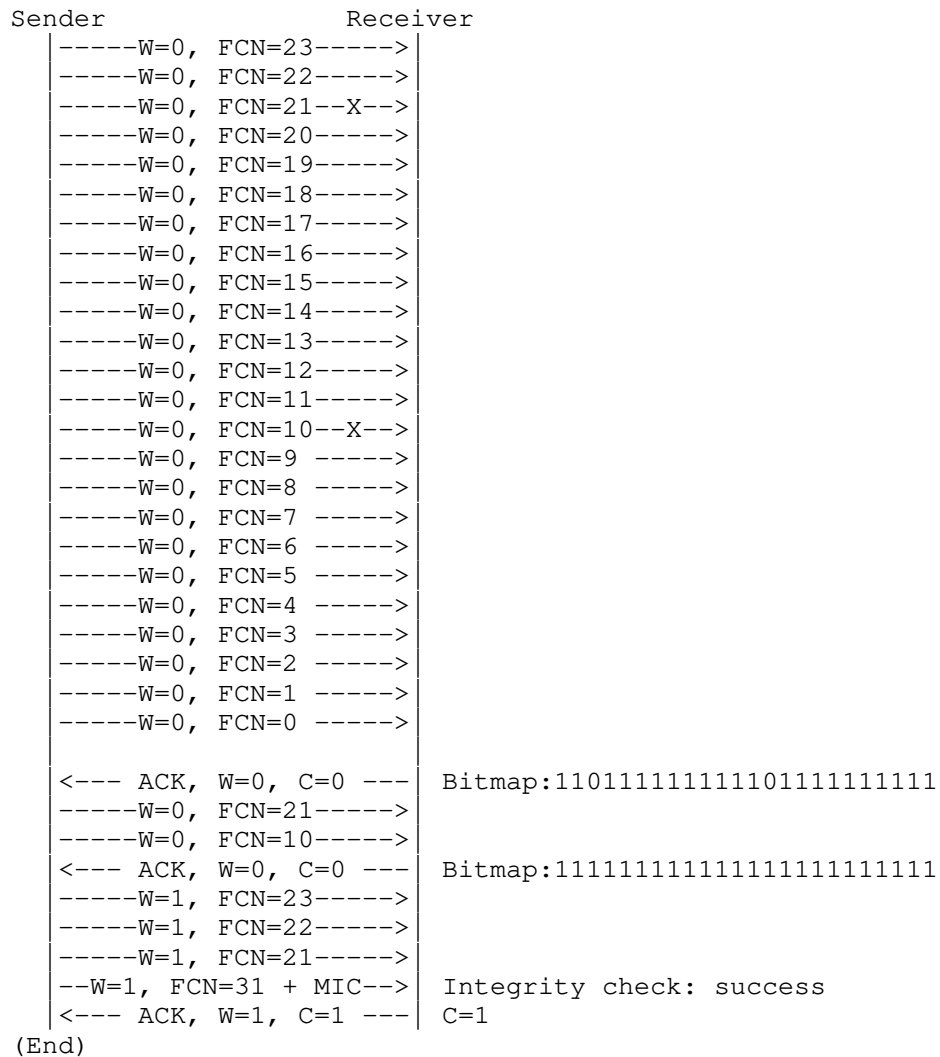 Sender                    Receiver
  |-----W=0, FCN=23----->|
  |-----W=0, FCN=22----->|
  |-----W=0, FCN=21--X-->|
  |-----W=0, FCN=20----->|
  |-----W=0, FCN=19----->|
  |-----W=0, FCN=18----->|
  |-----W=0, FCN=17----->|
  |-----W=0, FCN=16----->|
  |-----W=0, FCN=15----->|
  |-----W=0, FCN=14----->|
  |-----W=0, FCN=13----->|
  |-----W=0, FCN=12----->|
  |-----W=0, FCN=11----->|
  |-----W=0, FCN=10--X-->|
  |-----W=0, FCN=9 ----->|
  |-----W=0, FCN=8 ----->|
  |-----W=0, FCN=7 ----->|
  |-----W=0, FCN=6 ----->|
  |-----W=0, FCN=5 ----->|
  |-----W=0, FCN=4 ----->|
  |-----W=0, FCN=3 ----->|
  |-----W=0, FCN=2 ----->|
  |-----W=0, FCN=1 ----->|
  |-----W=0, FCN=0 ----->|
  |                      |
  |<--- ACK, W=0, C=0 ---| Bitmap:110111111111101111111111
  |-----W=0, FCN=21----->|
  |-----W=0, FCN=10----->|
  |<--- ACK, W=0, C=0 ---| Bitmap:111111111111111111111111
  |-----W=1, FCN=23----->|
  |-----W=1, FCN=22----->|
  |-----W=1, FCN=21----->|
  |--W=1, FCN=31 + MIC-->| Integrity check: success
  |<--- ACK, W=1, C=1 ---| C=1
(End)